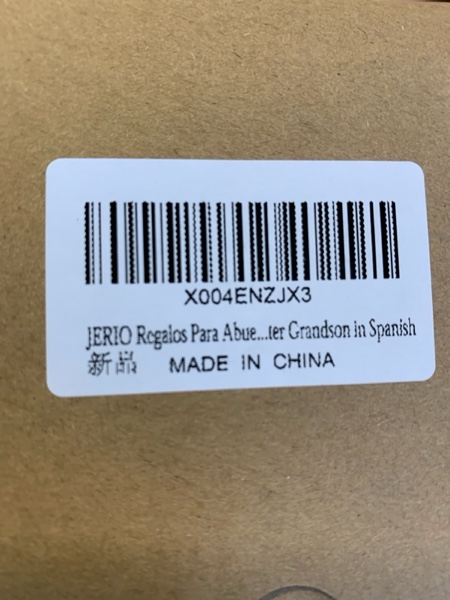 X004ENZJX3
JERIO Regalos Para Abue...ter Grandson in Spanish
新品 MADE IN CHINA